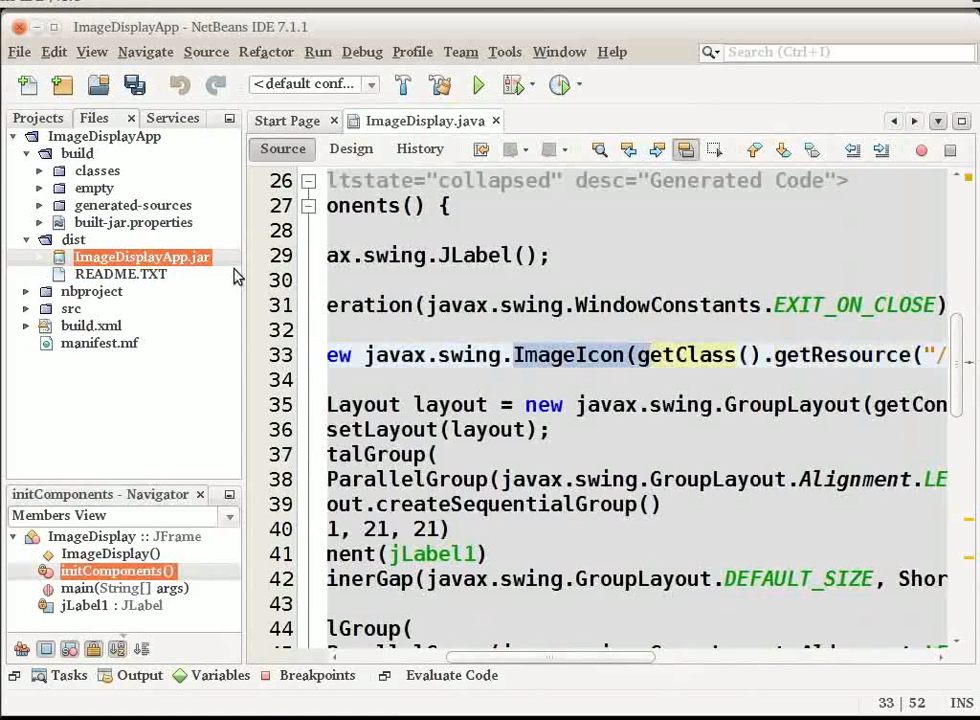 ImageDisplayApp - NetBeans IDE 7.1.1
File Edit View Navigate Source Refactor Run Debug Profile Team Tools Window Help
Search (Ctrl+I)
<default conf...
Projects Files Services
Start Page ImageDisplay.java
ImageDisplayApp
build
classes
empty
generated-sources
built-jar.properties
dist
ImageDisplayApp.jar
README.TXT
nbproject
src
build.xml
manifest.mf
initComponents - Navigator
Members View
ImageDisplay :: JFrame
ImageDisplay()
initComponents()
main(String[] args)
jLabel1 : JLabel
Source Design History
26 ltstate="collapsed" desc="Generated Code">
27 onents() {
28
29 ax.swing.JLabel();
30
31 eration(javax.swing.WindowConstants.EXIT_ON_CLOSE)
32
33 ew javax.swing.ImageIcon(getClass().getResource("/
34
35 Layout layout = new javax.swing.GroupLayout(getCon
36 setLayout(layout);
37 talGroup(
38 ParallelGroup(javax.swing.GroupLayout.Alignment.LE
39 out.createSequentialGroup()
40 1, 21, 21)
41 nent(jLabel1)
42 inerGap(javax.swing.GroupLayout.DEFAULT_SIZE, Shor
43
44 lGroup(
Tasks Output Variables Breakpoints Evaluate Code
33 | 52 INS